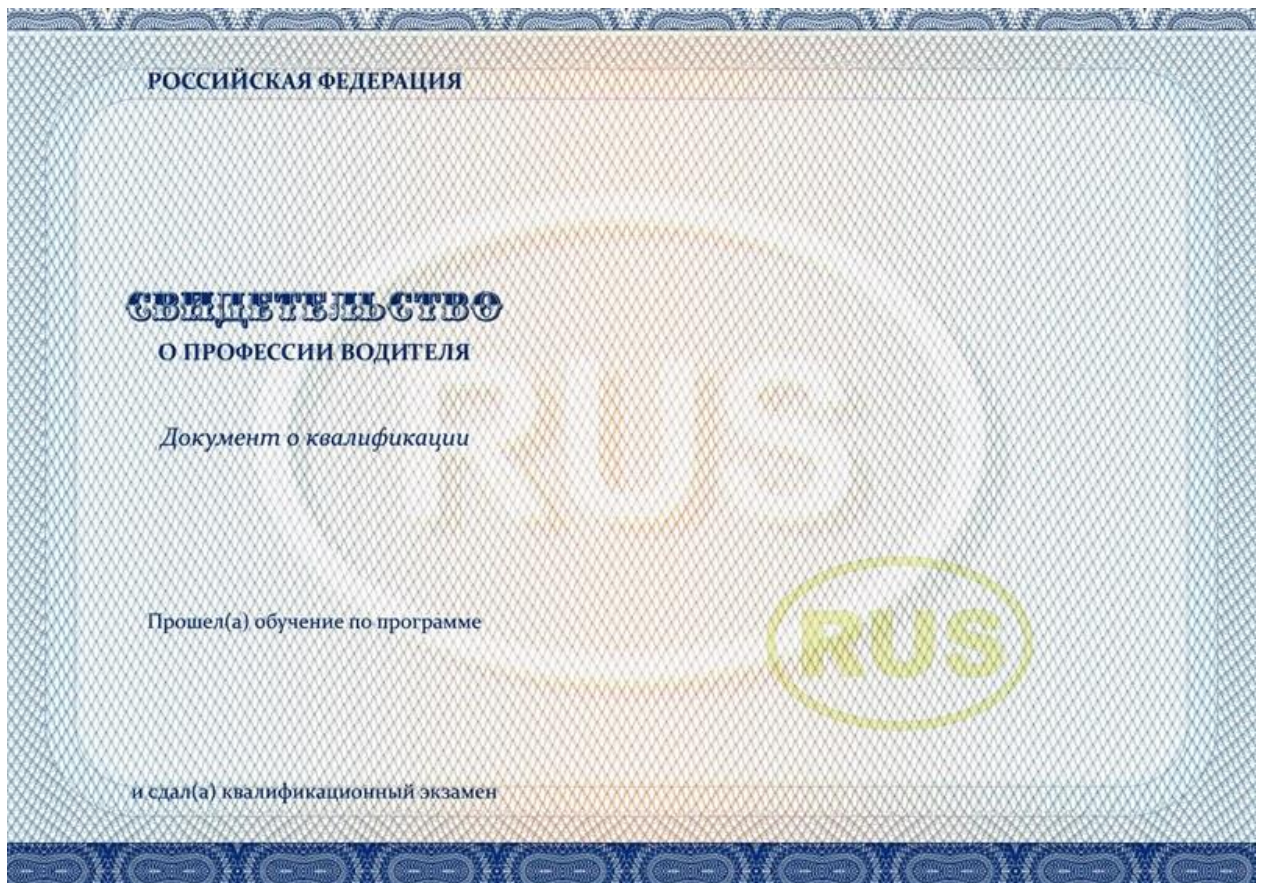 РОССИЙСКАЯ ФЕДЕРАЦИЯ
СВИДЕТЕЛЬСТВО
О ПРОФЕССИИ ВОДИТЕЛЯ
Документ о квалификации
RUS
Прошел(а) обучение по программе
RUS
и сдал(а) квалификационный экзамен